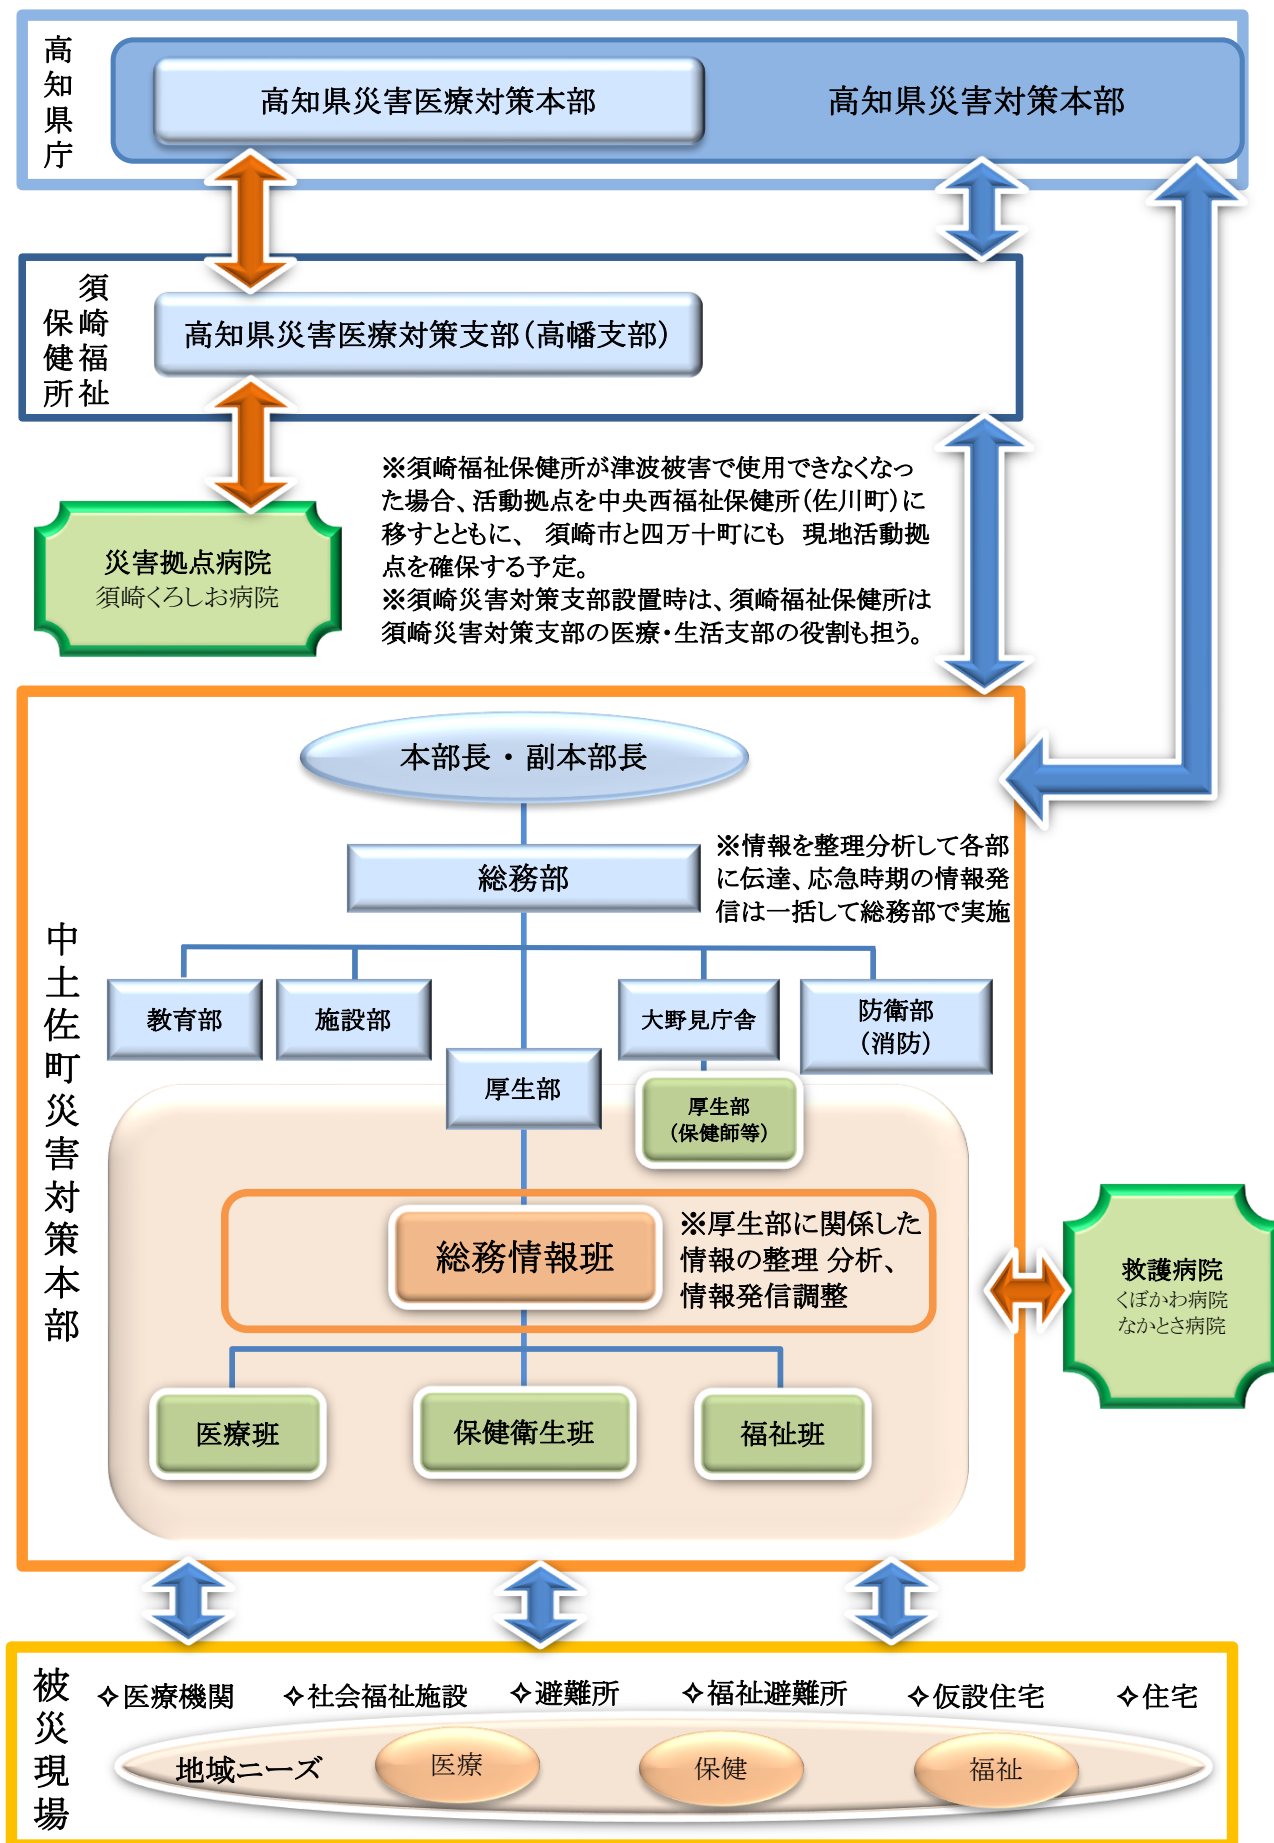 高知県庁
高知県災害医療対策本部
高知県災害対策本部
須崎福祉
保健所
高知県災害医療対策支部(高幡支部)
※須崎福祉保健所が津波被害で使用できなくなっ
た場合、活動拠点を中央西福祉保健所(佐川町)に
移すとともに、 須崎市と四万十町にも 現地活動拠
点を確保する予定。
※須崎災害対策支部設置時は、須崎福祉保健所は
須崎災害対策支部の医療・生活支部の役割も担う。
災害拠点病院
須崎くろしお病院
中土佐町災害対策本部
本部長・副本部長
総務部
※情報を整理分析して各部
に伝達、応急時期の情報発
信は一括して総務部で実施
教育部
施設部
大野見庁舎
防衛部
(消防)
厚生部
厚生部
(保健師等)
総務情報班
※厚生部に関係した
情報の整理 分析、
情報発信調整
医療班
保健衛生班
福祉班
救護病院
くぼかわ病院
なかとさ病院
被災現場
✧医療機関
✧社会福祉施設
✧避難所
✧福祉避難所
✧仮設住宅
✧住宅
地域ニーズ
医療
保健
福祉